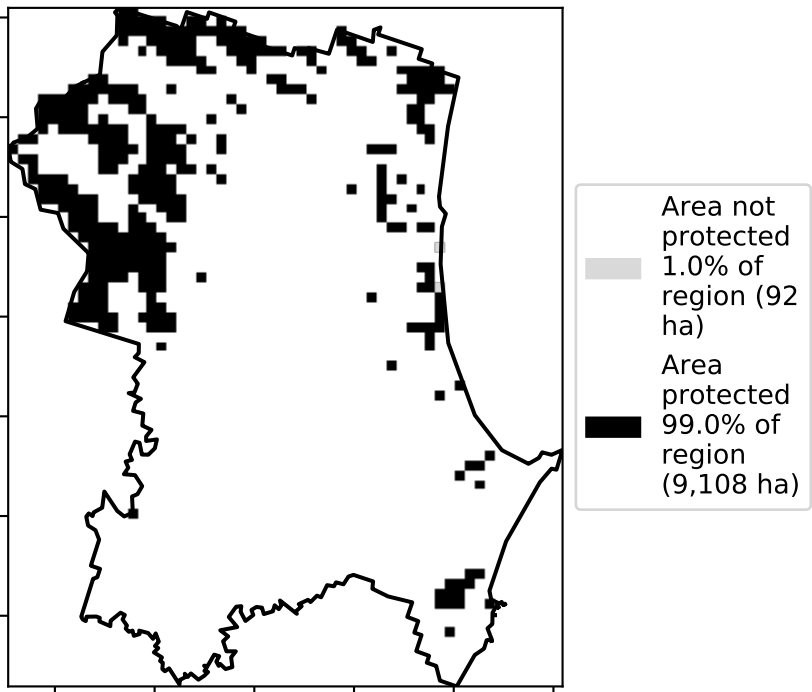 Area not
protected
1.0% of
region (92
ha)
Area
protected
99.0% of
region
(9,108 ha)